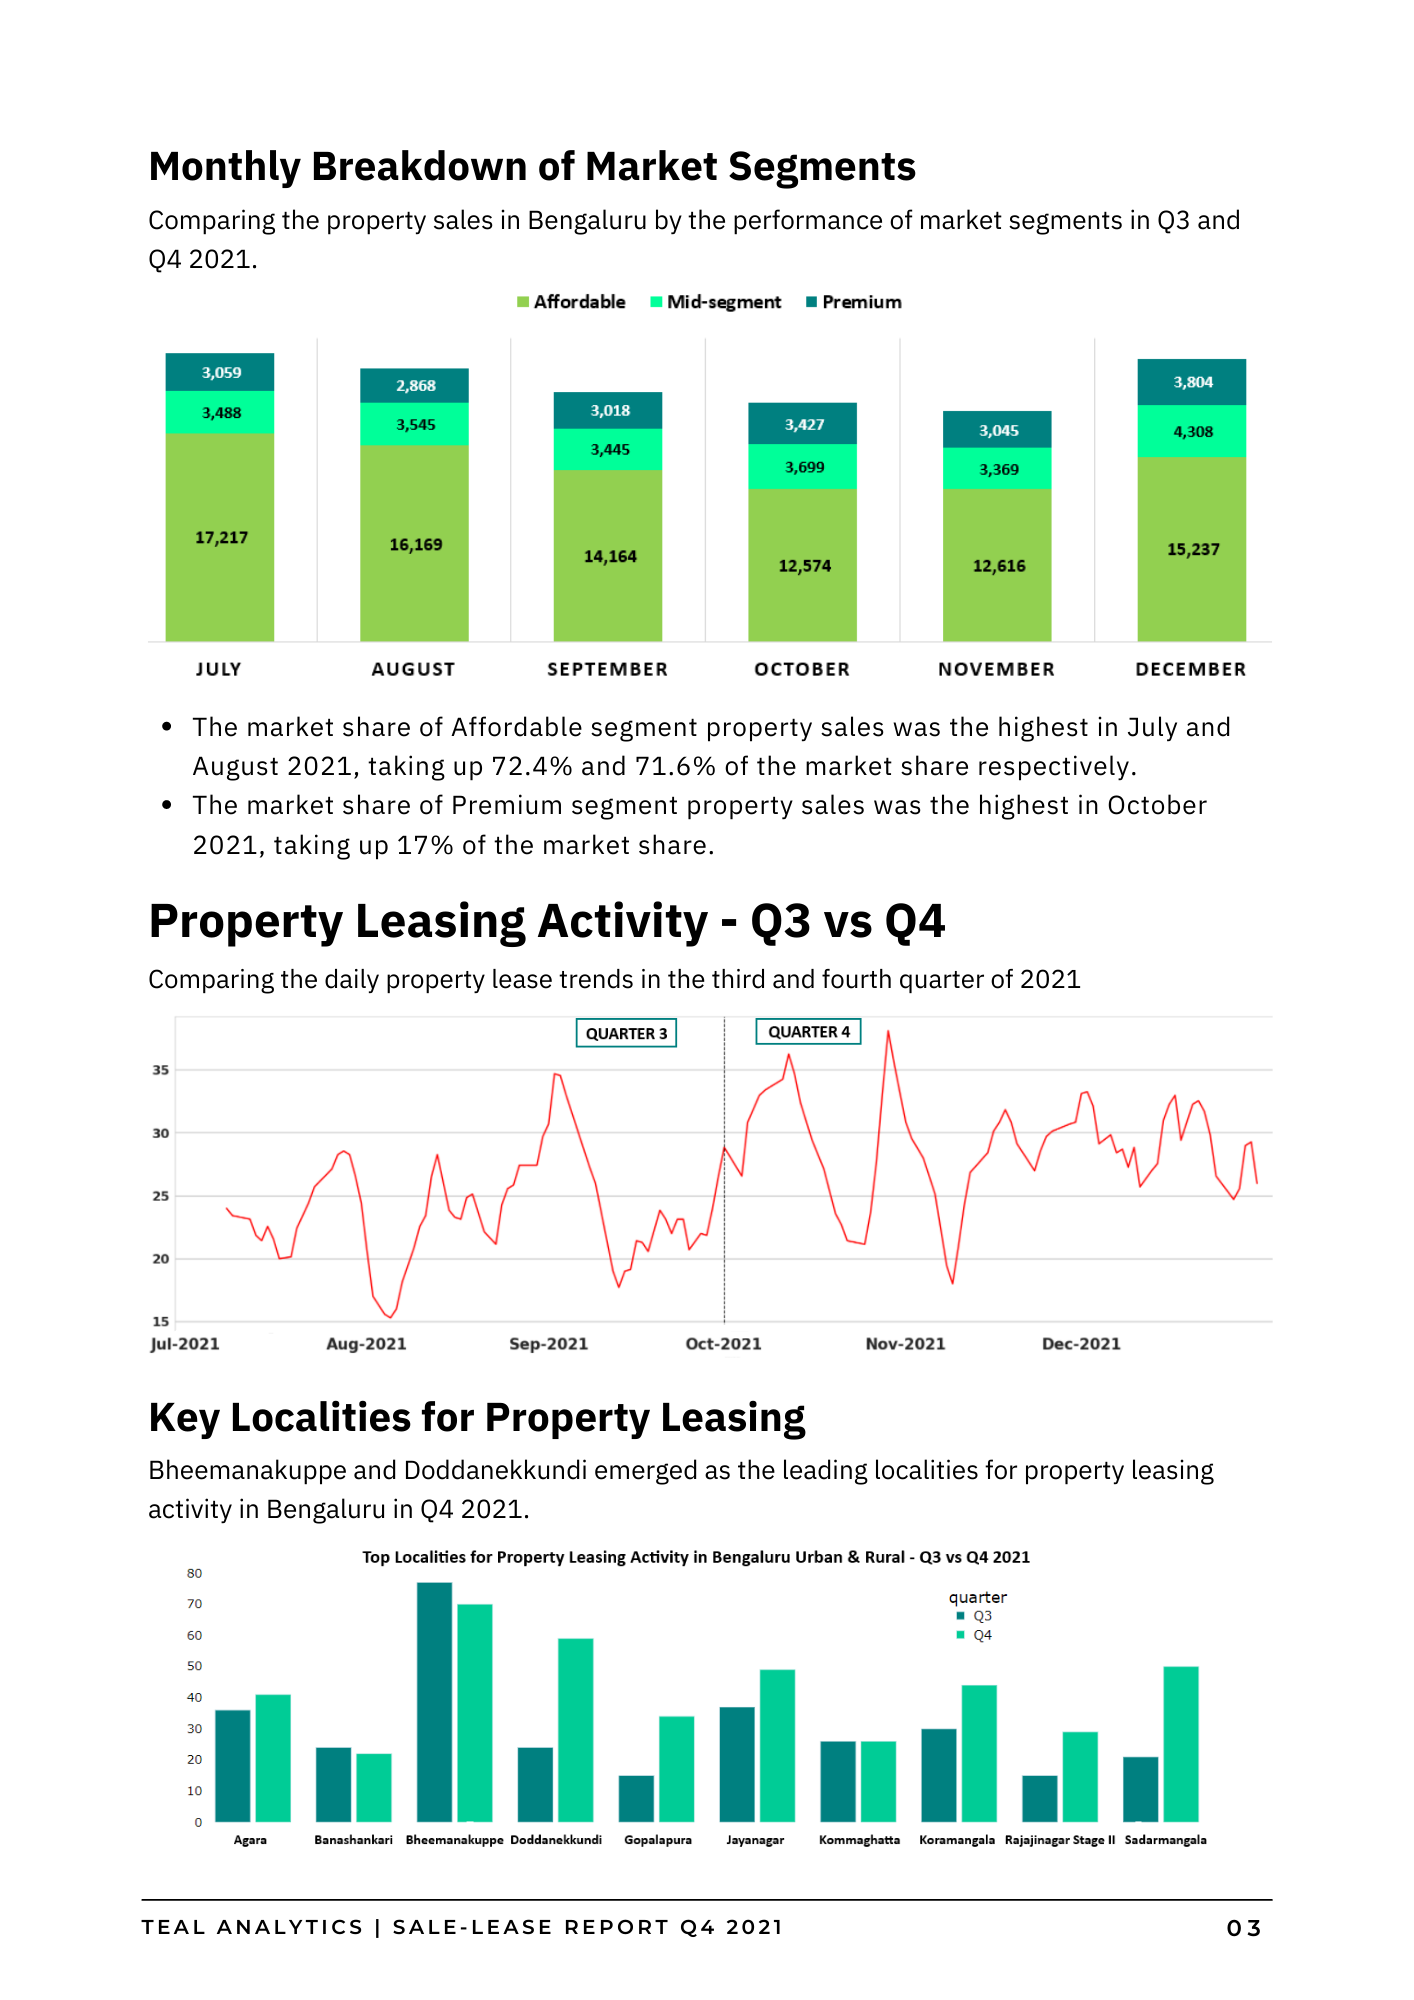 Monthly Breakdown of Market Segments
Comparing the property sales in Bengaluru by the performance of market segments in Q3 and
Q4 2021.
Affordable Mid-segment Premium
3,059 2,868 3,018 3,427 3,045 3,804
3,488 3,545 3,445 3,699 3,369 4,308
17,217 16,169 14,164 12,574 12,616 15,237
JULY AUGUST SEPTEMBER OCTOBER NOVEMBER DECEMBER
• The market share of Affordable segment property sales was the highest in July and
August 2021, taking up 72.4% and 71.6% of the market share respectively.
• The market share of Premium segment property sales was the highest in October
2021, taking up 17% of the market share.
Property Leasing Activity - Q3 vs Q4
Comparing the daily property lease trends in the third and fourth quarter of 2021
QUARTER 3 QUARTER 4
35
30
25
20
15
Jul-2021 Aug-2021 Sep-2021 Oct-2021 Nov-2021 Dec-2021
Key Localities for Property Leasing
Bheemanakuppe and Doddanekkundi emerged as the leading localities for property leasing
activity in Bengaluru in Q4 2021.
Top Localities for Property Leasing Activity in Bengaluru Urban & Rural - Q3 vs Q4 2021
quarter
Q3
Q4
80
70
60
50
40
30
20
10
0
Agara Banashankari Bheemanakuppe Doddanekkundi Gopalapura Jayanagar Kommaghatta Koramangala Rajajinagar Stage II Sadarmangala
TEAL ANALYTICS | SALE-LEASE REPORT Q4 2021 03